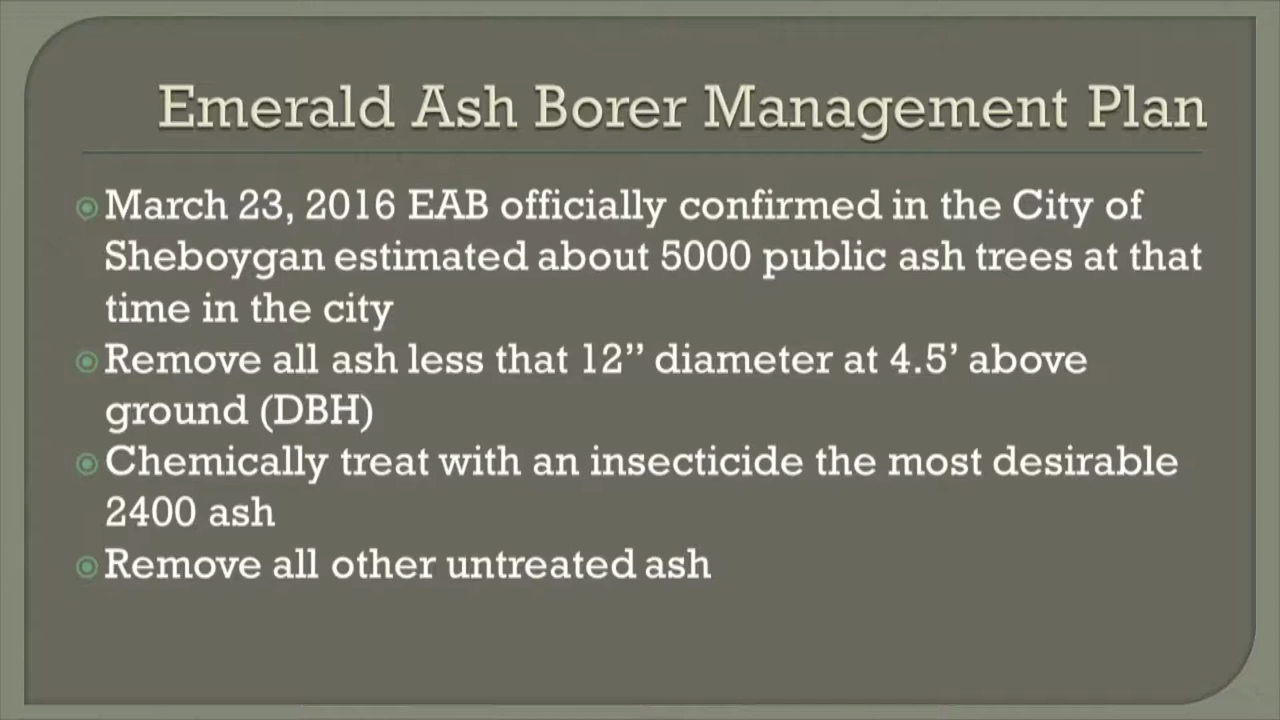 Emerald Ash Borer Management Plan
March 23, 2016 EAB officially confirmed in the City of
Sheboygan estimated about 5000 public ash trees at that
time in the city
Remove all ash less that 12” diameter at 4.5’ above
ground (DBH)
Chemically treat with an insecticide the most desirable
2400 ash
Remove all other untreated ash